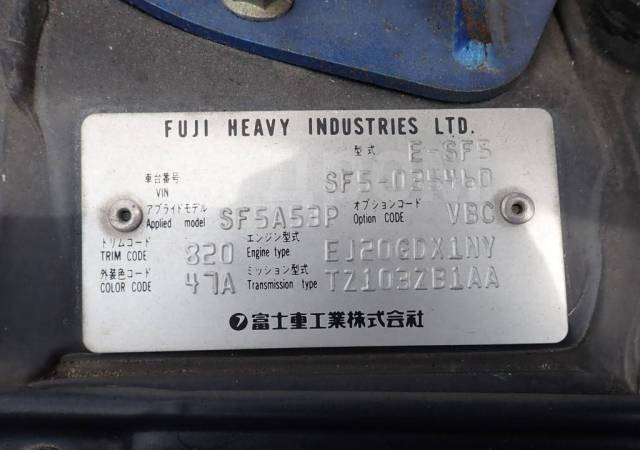 FUJI HEAVY INDUSTRIES LTD.
型式 E-SF5
車台番号 VIN SF5-035460
アプライドモデル Applied model SF5A53P オプションコード Option CODE VBC
トリムコード TRIM CODE 820 エンジン型式 Engine type EJ20GDX1NY
外装色コード COLOR CODE 47A ミッション型式 Transmission type TZ103ZB1AA
富士重工業株式会社